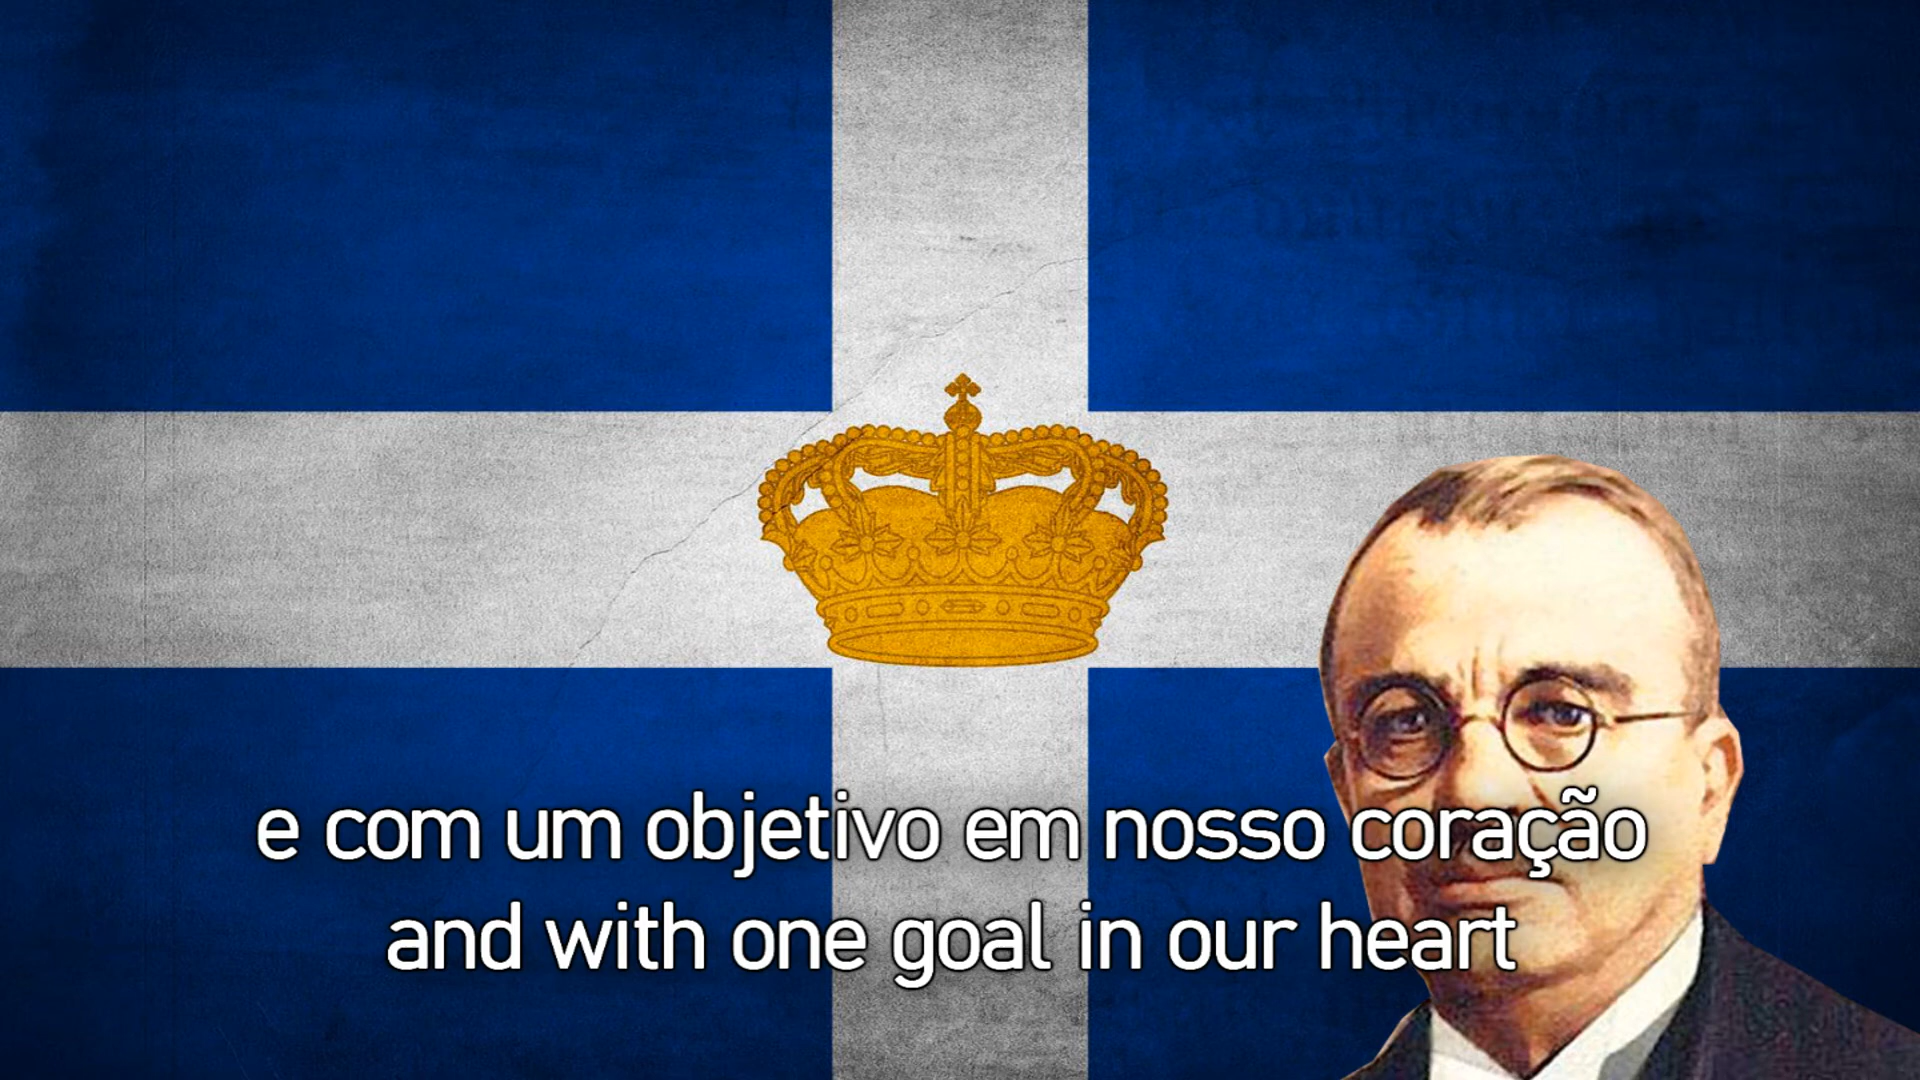 e com um objetivo em nosso coração
and with one goal in our heart